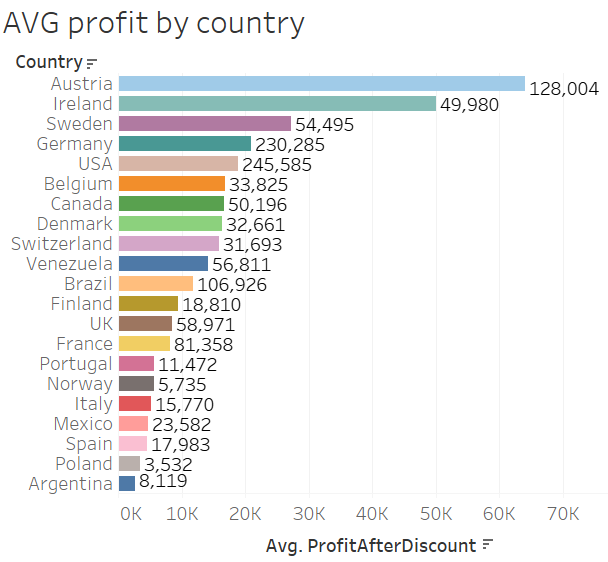 AVG profit by country
Country
Austria 128,004
Ireland 49,980
Sweden 54,495
Germany 230,285
USA 245,585
Belgium 33,825
Canada 50,196
Denmark 32,661
Switzerland 31,693
Venezuela 56,811
Brazil 106,926
Finland 18,810
UK 58,971
France 81,358
Portugal 11,472
Norway 5,735
Italy 15,770
Mexico 23,582
Spain 17,983
Poland 3,532
Argentina 8,119
0K 10K 20K 30K 40K 50K 60K 70K
Avg. ProfitAfterDiscount